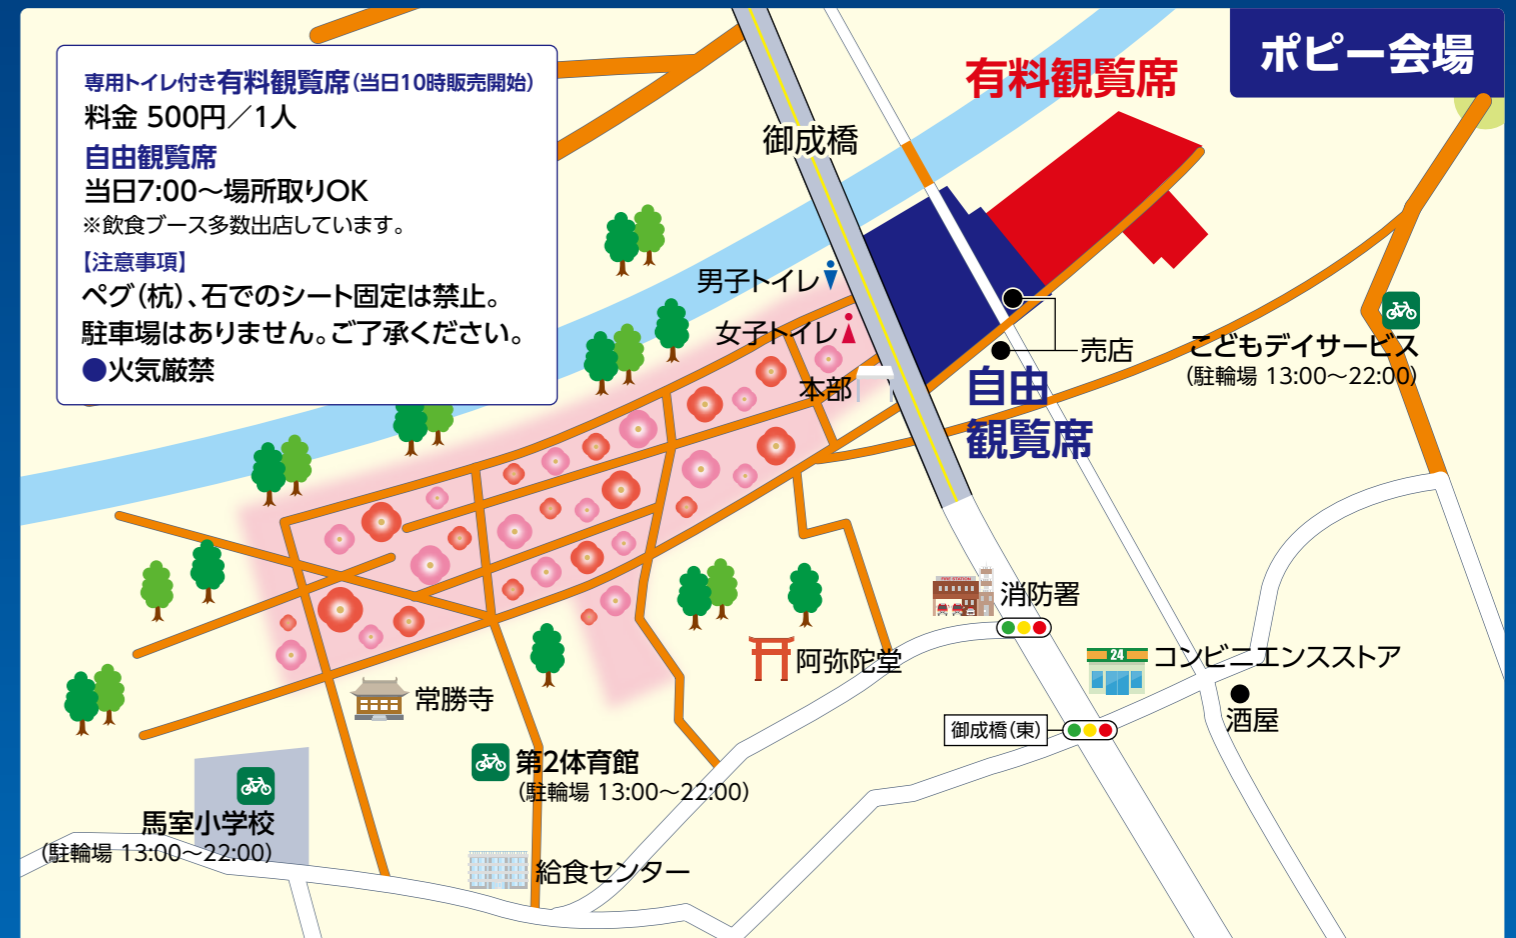 ポピー会場
専用トイレ付き有料観覧席(当日10時販売開始)
料金 500円／1人
自由観覧席
当日7:00～場所取りOK
※飲食ブース多数出店しています。
【注意事項】
ペグ(杭)、石でのシート固定は禁止。
駐車場はありません。ご了承ください。
●火気厳禁
有料観覧席
御成橋
男子トイレ
女子トイレ
本部
売店
自由
観覧席
こどもデイサービス
(駐輪場 13:00～22:00)
FIRE STATION
消防署
阿弥陀堂
24
コンビニエンスストア
常勝寺
酒屋
御成橋(東)
第2体育館
(駐輪場 13:00～22:00)
馬室小学校
(駐輪場 13:00～22:00)
給食センター